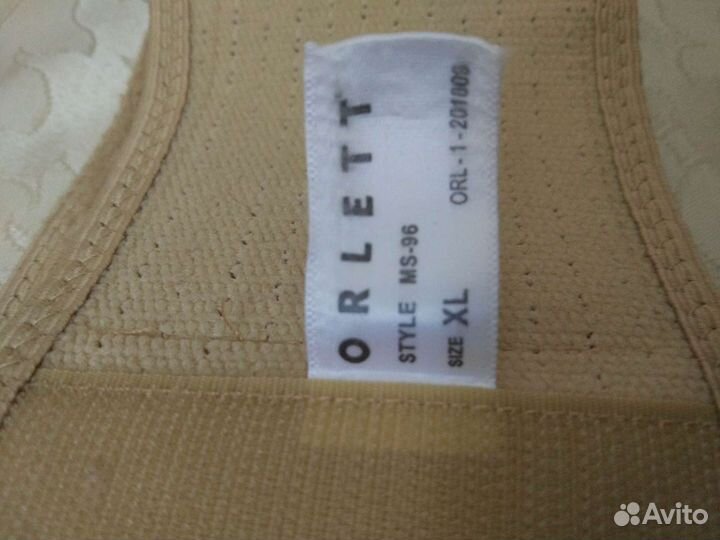 ORLETT
STYLE MS-96
SIZE XL ORL-1-201009
Avito